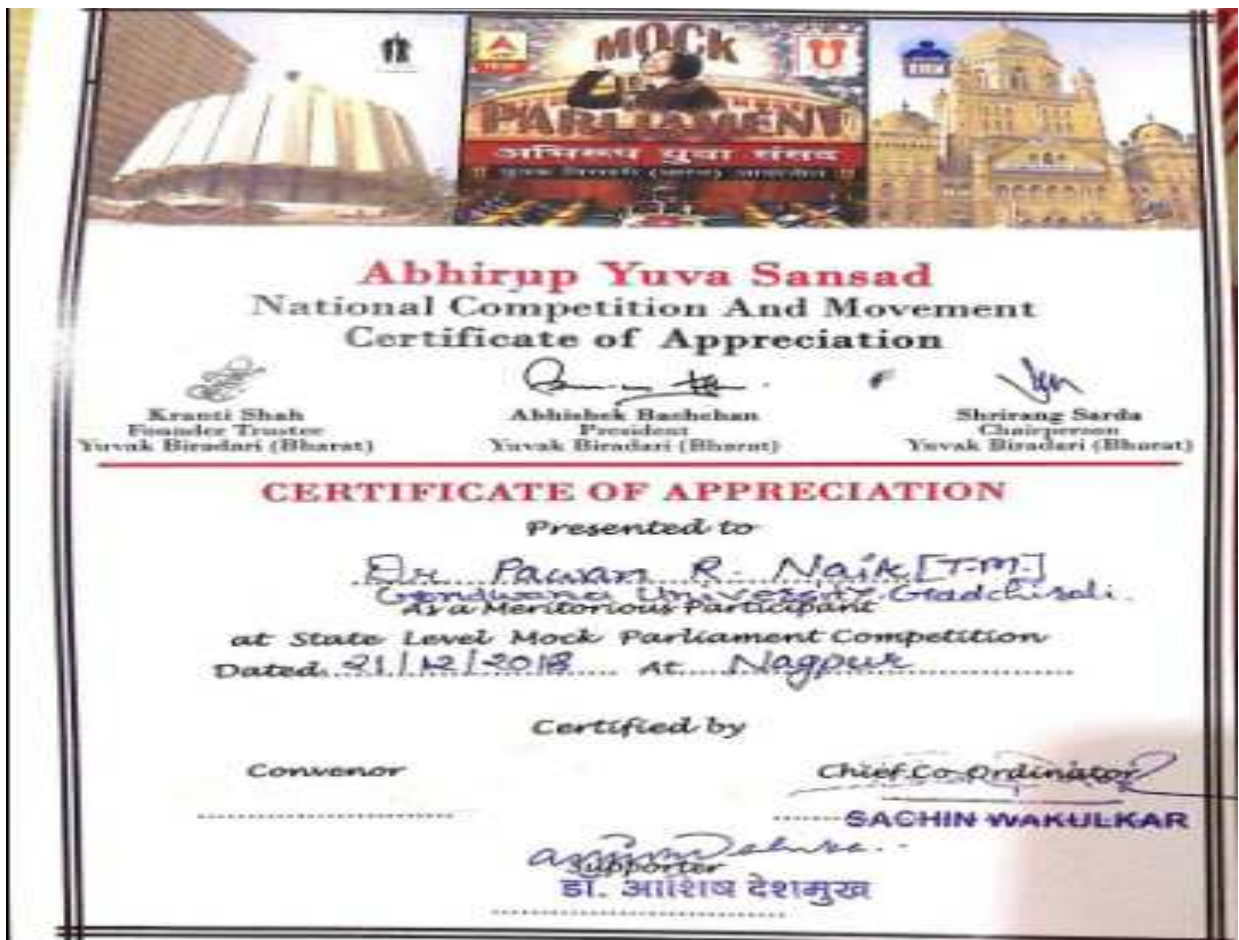 MOCK
PARLIAMENT
अभिरूप युवा संसद
Abhirup Yuva Sansad
National Competition And Movement
Certificate of Appreciation
Kranti Shah
Founder Trustee
Yuvak Biradari (Bharat)
Abhishek Bachchan
President
Yuvak Biradari (Bharat)
Shrirang Sarda
Chairperson
Yuvak Biradari (Bharat)
CERTIFICATE OF APPRECIATION
Presented to
Dr. Pawan R. Naik [T.M.]
Gondwana University Gadchiroli.
As a Meritorious Participant
at State Level Mock Parliament Competition
Dated 21/12/2018 At Nagpur
Certified by
Convenor
Chief Co-Ordinator
SACHIN WAKULKAR
Supporter
डॉ. आशिष देशमुख